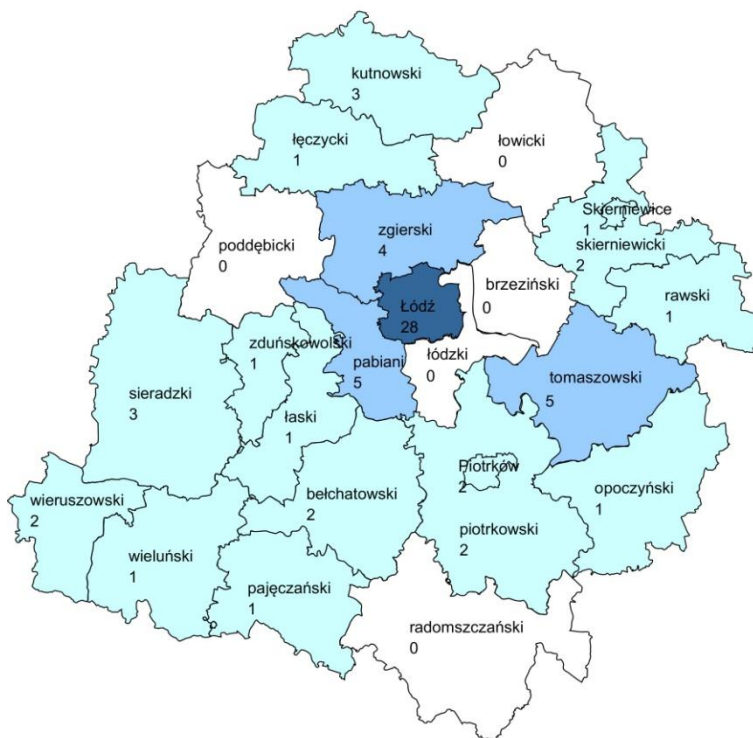 kutnowski
3
łęczycki
1
łowicki
0
Skierniewice
1
skierniewicki
2
zgierski
4
poddębicki
0
brzeziński
0
rawski
1
Łódź
28
zduńskowolski
1
pabiani
5
łódzki
0
tomaszowski
5
sieradzki
3
łaski
1
Piotrków
2
opoczyński
1
wieruszowski
2
bełchatowski
2
piotrkowski
2
wieluński
1
pajęczański
1
radomszczański
0